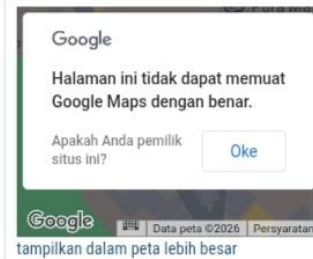 Google
Halaman ini tidak dapat memuat
Google Maps dengan benar.
Apakah Anda pemilik
situs ini?
Oke
Google
Data peta ©2026
Persyaratan
tampilkan dalam peta lebih besar